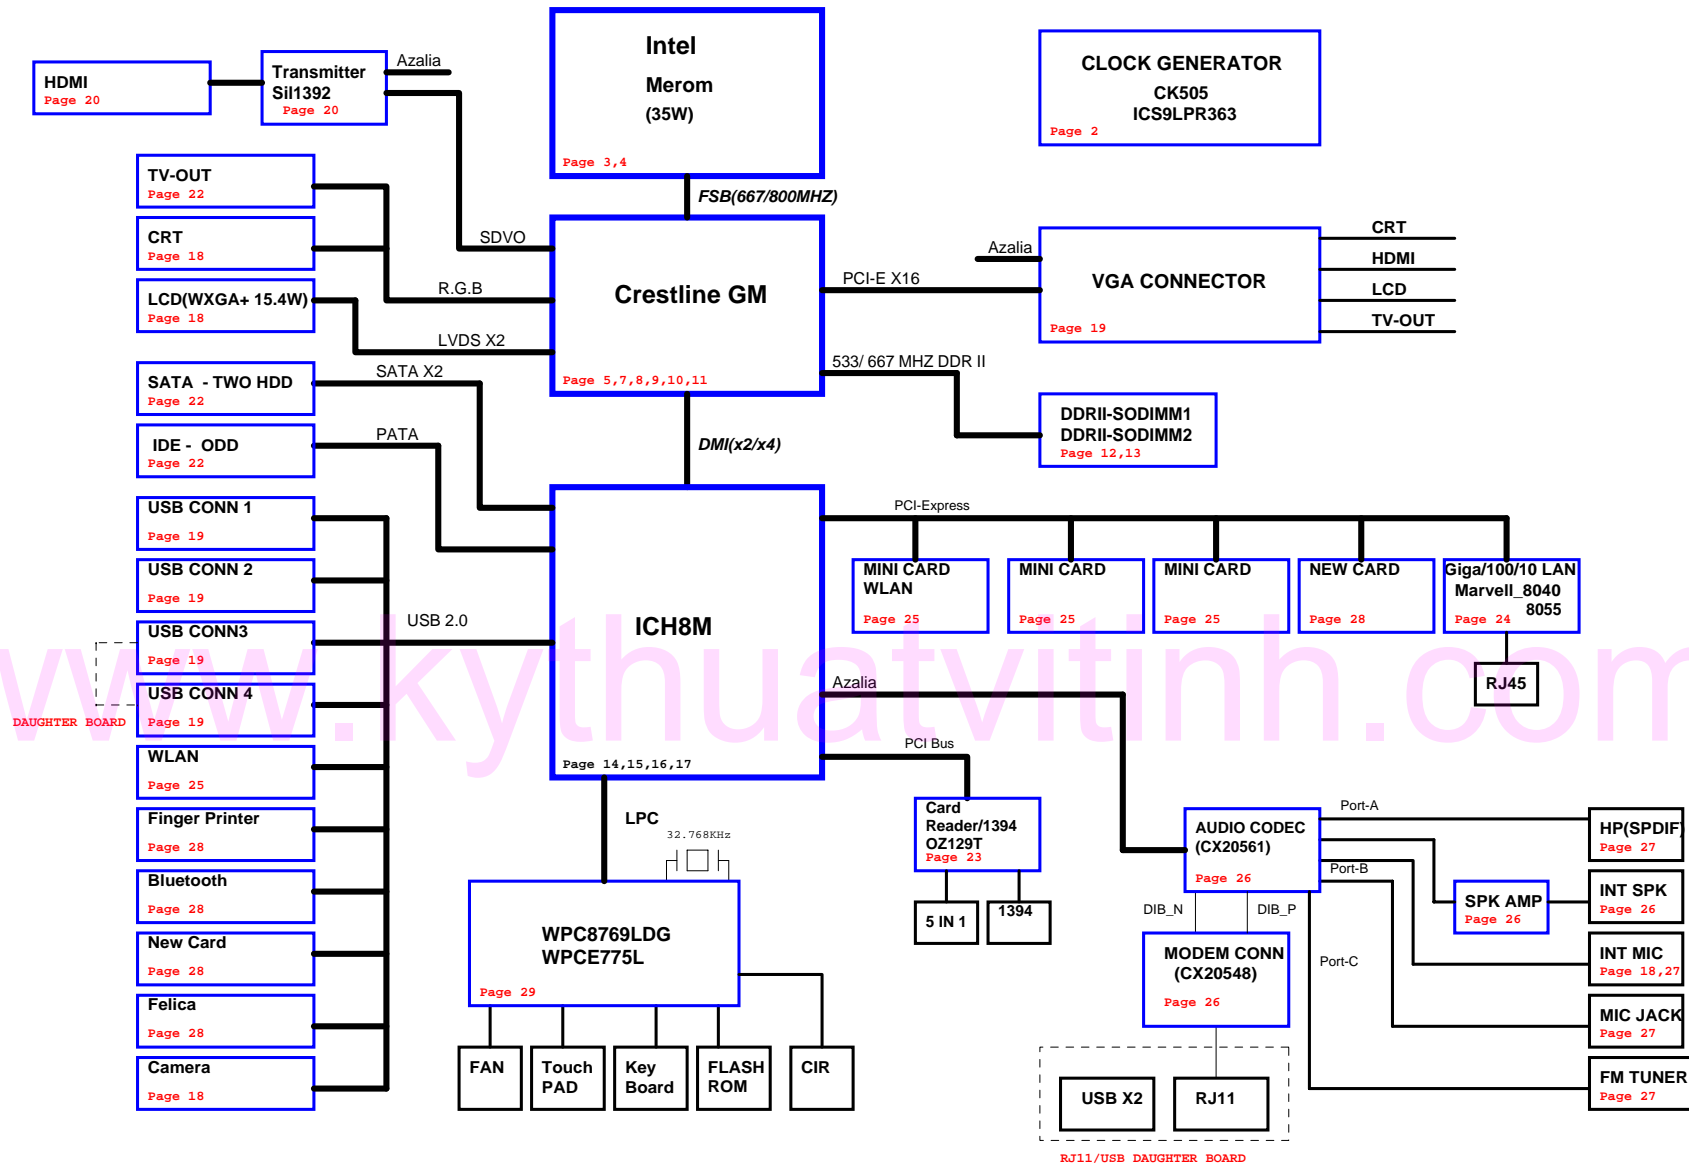 Intel
Merom
(35W)
Page 3,4
CLOCK GENERATOR
CK505
ICS9LPR363
Page 2
HDMI
Page 20
Transmitter
Sil1392
Page 20
Azalia
TV-OUT
Page 22
FSB(667/800MHZ)
CRT
Page 18
SDVO
Crestline GM
Page 5,7,8,9,10,11
Azalia
PCI-E X16
VGA CONNECTOR
Page 19
CRT
HDMI
LCD
TV-OUT
LCD(WXGA+ 15.4W)
Page 18
R.G.B
LVDS X2
533/ 667 MHZ DDR II
SATA - TWO HDD
Page 22
SATA X2
DDRII-SODIMM1
DDRII-SODIMM2
Page 12,13
IDE - ODD
Page 22
PATA
DMI(x2/x4)
USB CONN 1
Page 19
PCI-Express
USB CONN 2
Page 19
MINI CARD
WLAN
Page 25
MINI CARD
Page 25
MINI CARD
Page 25
NEW CARD
Page 28
Giga/100/10 LAN
Marvell_8040
8055
Page 24
USB CONN3
Page 19
USB 2.0
ICH8M
Page 14,15,16,17
RJ45
USB CONN 4
Page 19
DAUGHTER BOARD
Azalia
www.kythuatvitinh.com
WLAN
Page 25
PCI Bus
Finger Printer
Page 28
LPC
32.768KHz
Card
Reader/1394
OZ129T
Page 23
5 IN 1
1394
AUDIO CODEC
(CX20561)
Page 26
Port-A
HP(SPDIF)
Page 27
Port-B
Bluetooth
Page 28
SPK AMP
Page 26
INT SPK
Page 26
DIB_N
DIB_P
New Card
Page 28
WPC8769LDG
WPCE775L
Page 29
MODEM CONN
(CX20548)
Page 26
Port-C
INT MIC
Page 18,27
Felica
Page 28
MIC JACK
Page 27
Camera
Page 18
FAN
Touch
PAD
Key
Board
FLASH
ROM
CIR
USB X2
RJ11
FM TUNER
Page 27
RJ11/USB DAUGHTER BOARD